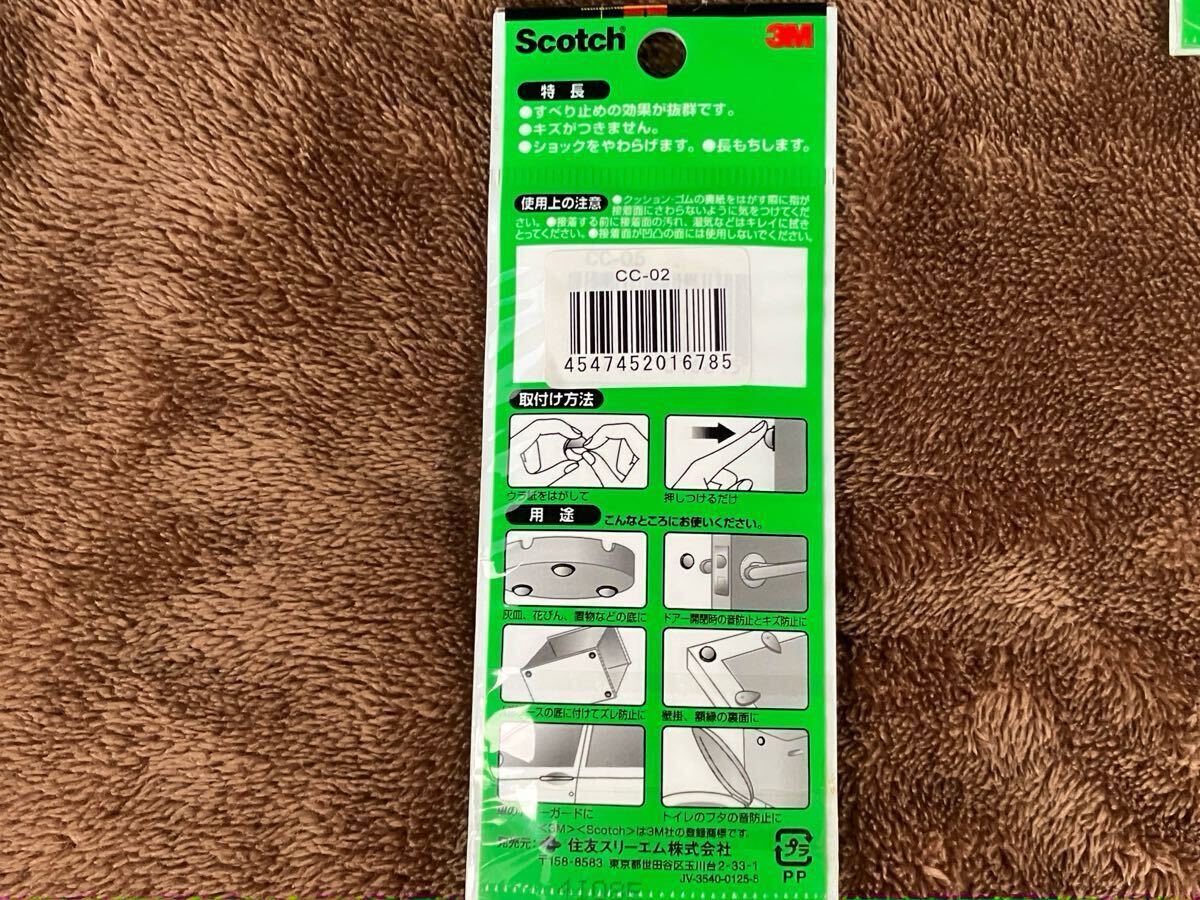 Scotch
3M
特長
●すべり止めの効果が抜群です。
●キズがつきません。
●ショックをやわらげます。●長もちします。
使用上の注意
●クッション・ゴムの裏紙をはがす際に指が
接着面にさわらないように気をつけてくだ
さい。●接着する前に接着面の汚れ、湿気などはキレイに拭き
とってください。●接着面が凹凸の面には使用しないでください。
CC-05
CC-02
4547452016785
取付け方法
ウラ紙をはがして
押しつけるだけ
用途
こんなところにお使いください。
灰皿、花びん、置物などの底に
ドアー開閉時の音防止とキズ防止に
ースの底に付けてズレ防止に
壁掛、額縁の裏面に
車の ーガードに
トイレのフタの音防止に
<3M><Scotch>は3M社の登録商標です
発売元: 住友スリーエム株式会社
〒158-8583 東京都世田谷区玉川台2-33-1
JV-3540-0125-5
プラ
PP